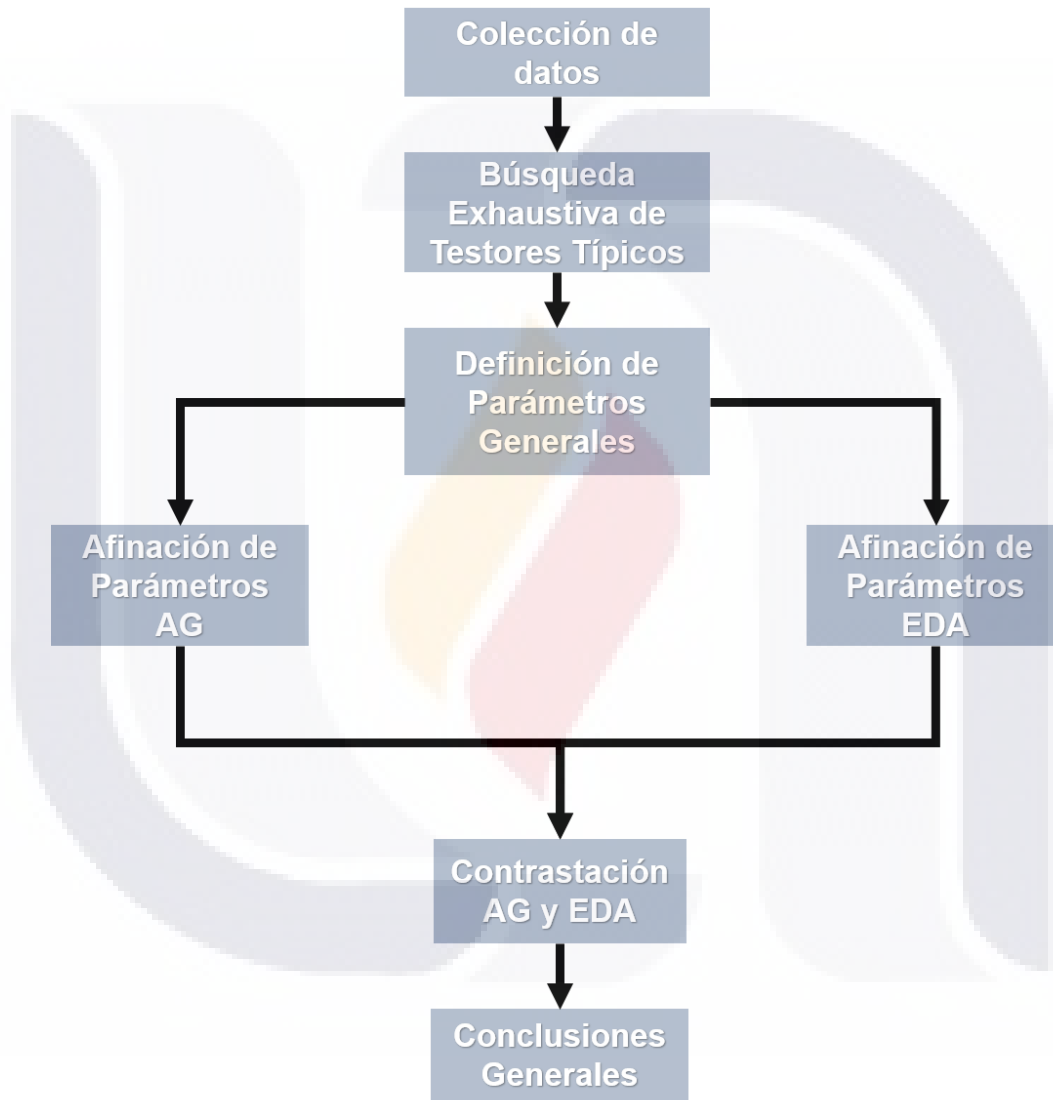 Colección de
datos
Búsqueda
Exhaustiva de
Testores Típicos
Definición de
Parámetros
Generales
Afinación de
Parámetros
AG
Afinación de
Parámetros
EDA
Contrastación
AG y EDA
Conclusiones
Generales